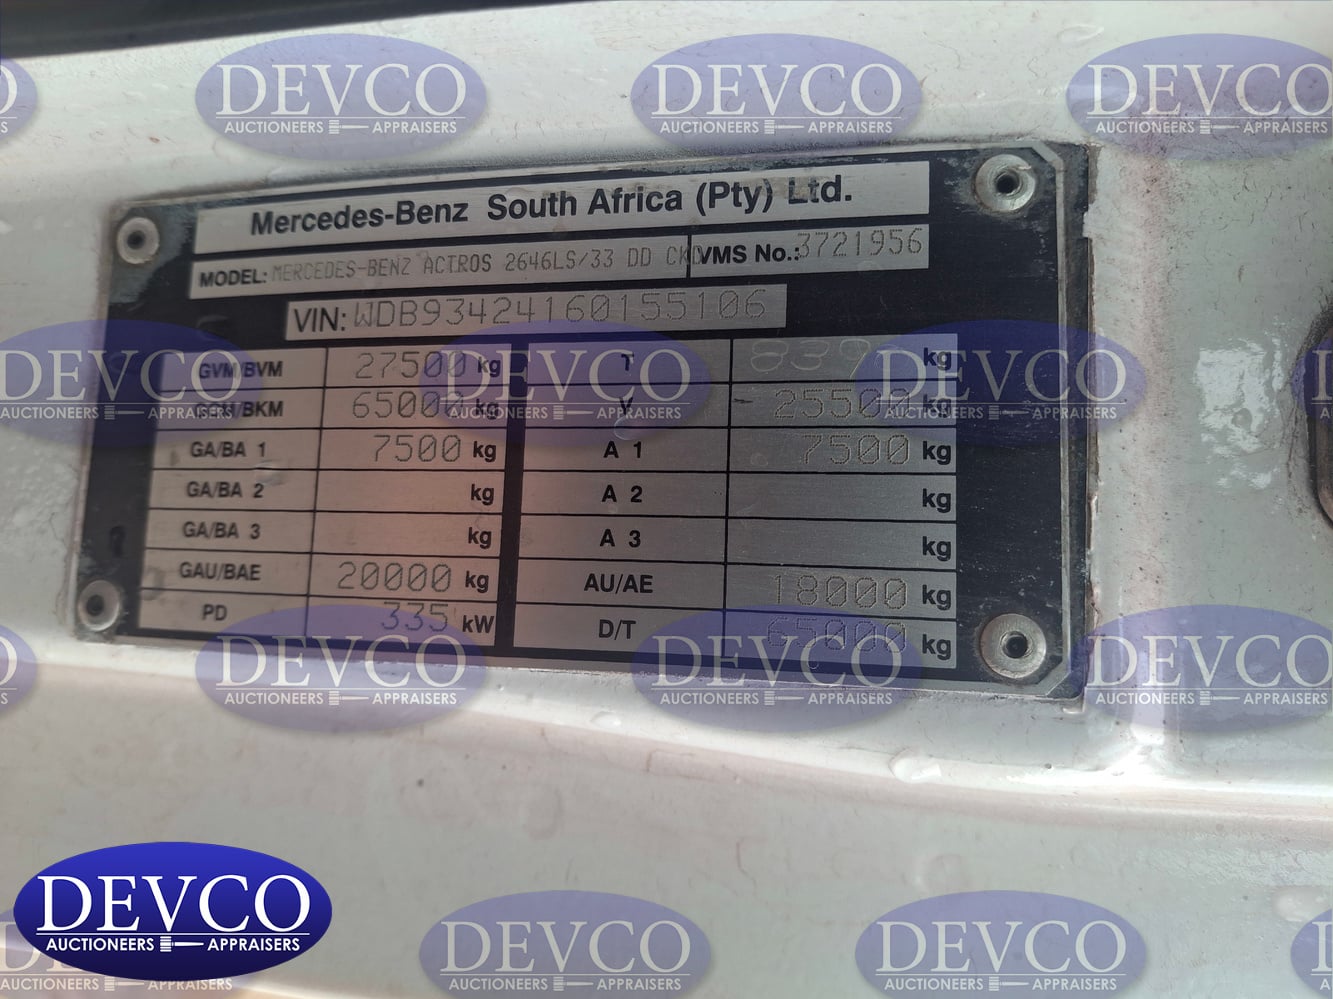 Mercedes-Benz South Africa (Pty) Ltd.
MODEL: MERCEDES-BENZ ACTROS 2646LS/33 DD CKD VMS No.: 3721956
VIN: WDB93424160155106
GVM/BVM 27500 kg T kg
65000 kg V 25500 kg
GA/BA 1 7500 kg A 1 7500 kg
GA/BA 2 kg A 2 kg
GA/BA 3 kg A 3 kg
GAU/BAE 20000 kg AU/AE 18000 kg
PD 335 kW D/T 65000 kg
DEVCO
AUCTIONEERS APPRAISERS